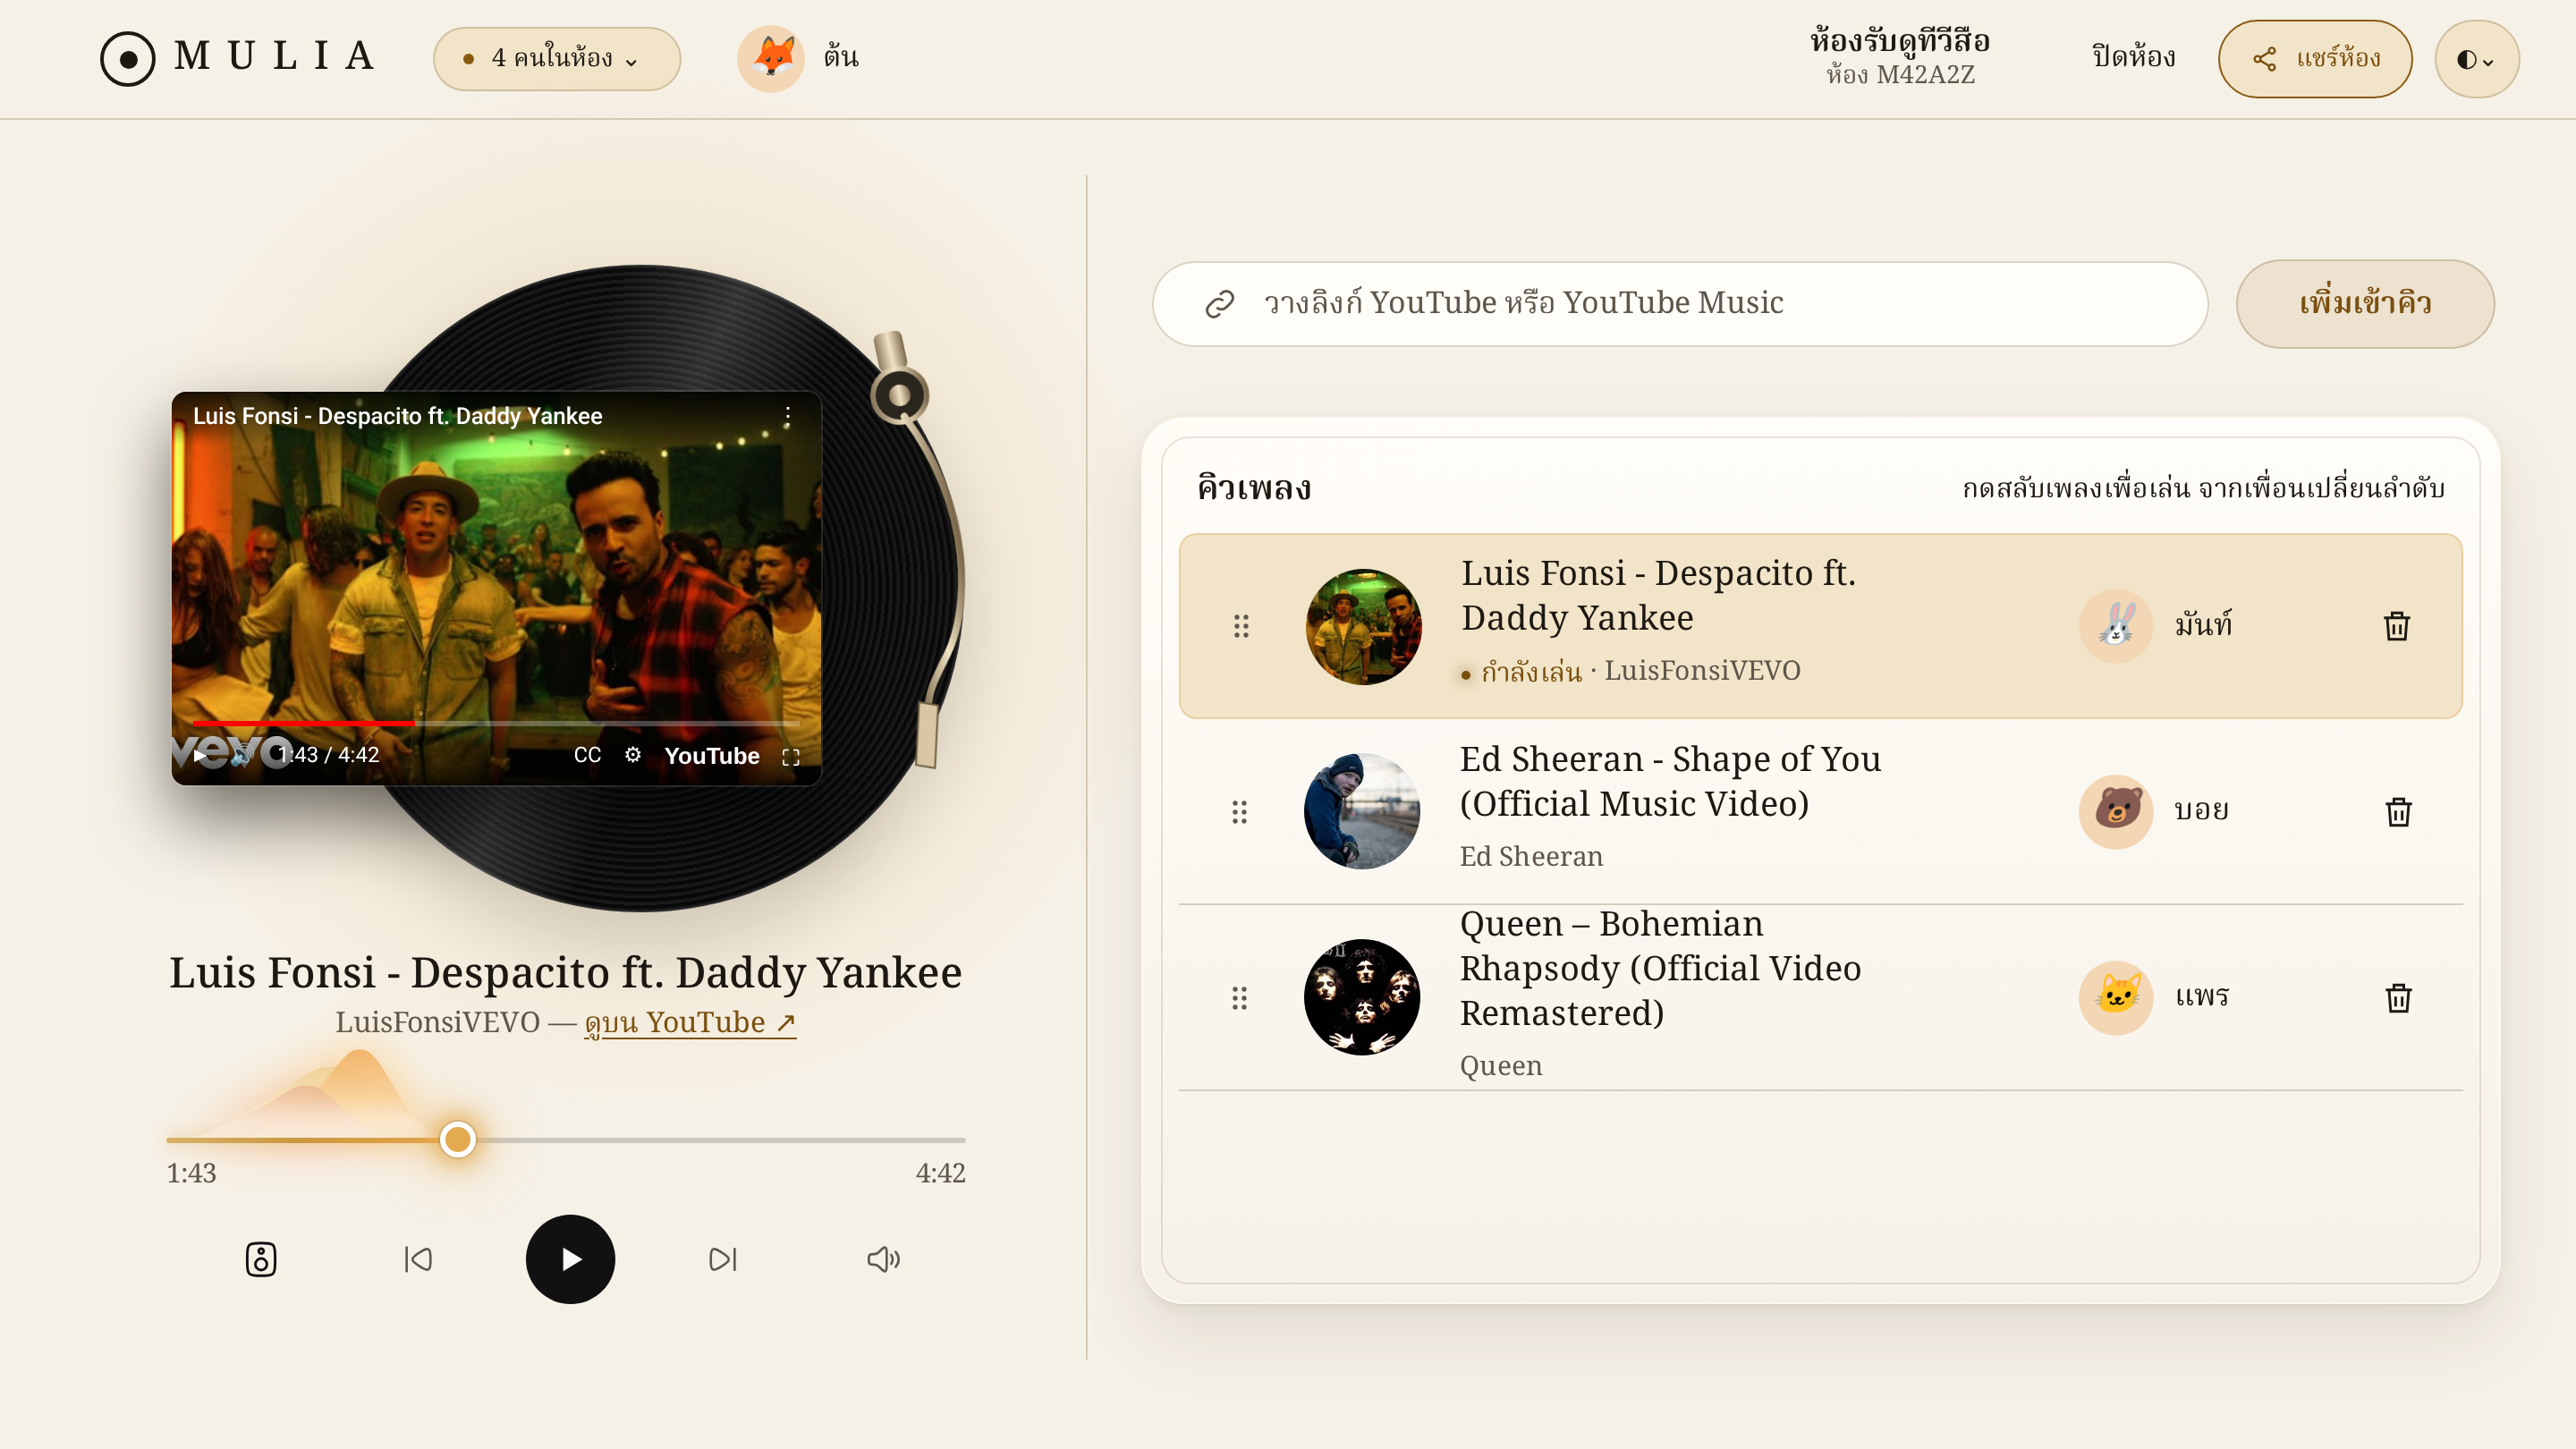 MULIA
4 คนในห้อง
ต้น
ห้องรับดูทีวีสือ
ห้อง M42A2Z
ปิดห้อง
แชร์ห้อง
Luis Fonsi - Despacito ft. Daddy Yankee
vevo
1:43 / 4:42
CC
YouTube
Luis Fonsi - Despacito ft. Daddy Yankee
LuisFonsiVEVO — ดูบน YouTube ↗
1:43
4:42
วางลิงก์ YouTube หรือ YouTube Music
เพิ่มเข้าคิว
คิวเพลง
กดสลับเพลงเพื่อเล่น จากเพื่อนเปลี่ยนลำดับ
Luis Fonsi - Despacito ft.
Daddy Yankee
กำลังเล่น · LuisFonsiVEVO
มันท์
Ed Sheeran - Shape of You
(Official Music Video)
Ed Sheeran
บอย
Queen – Bohemian
Rhapsody (Official Video
Remastered)
Queen
แพร